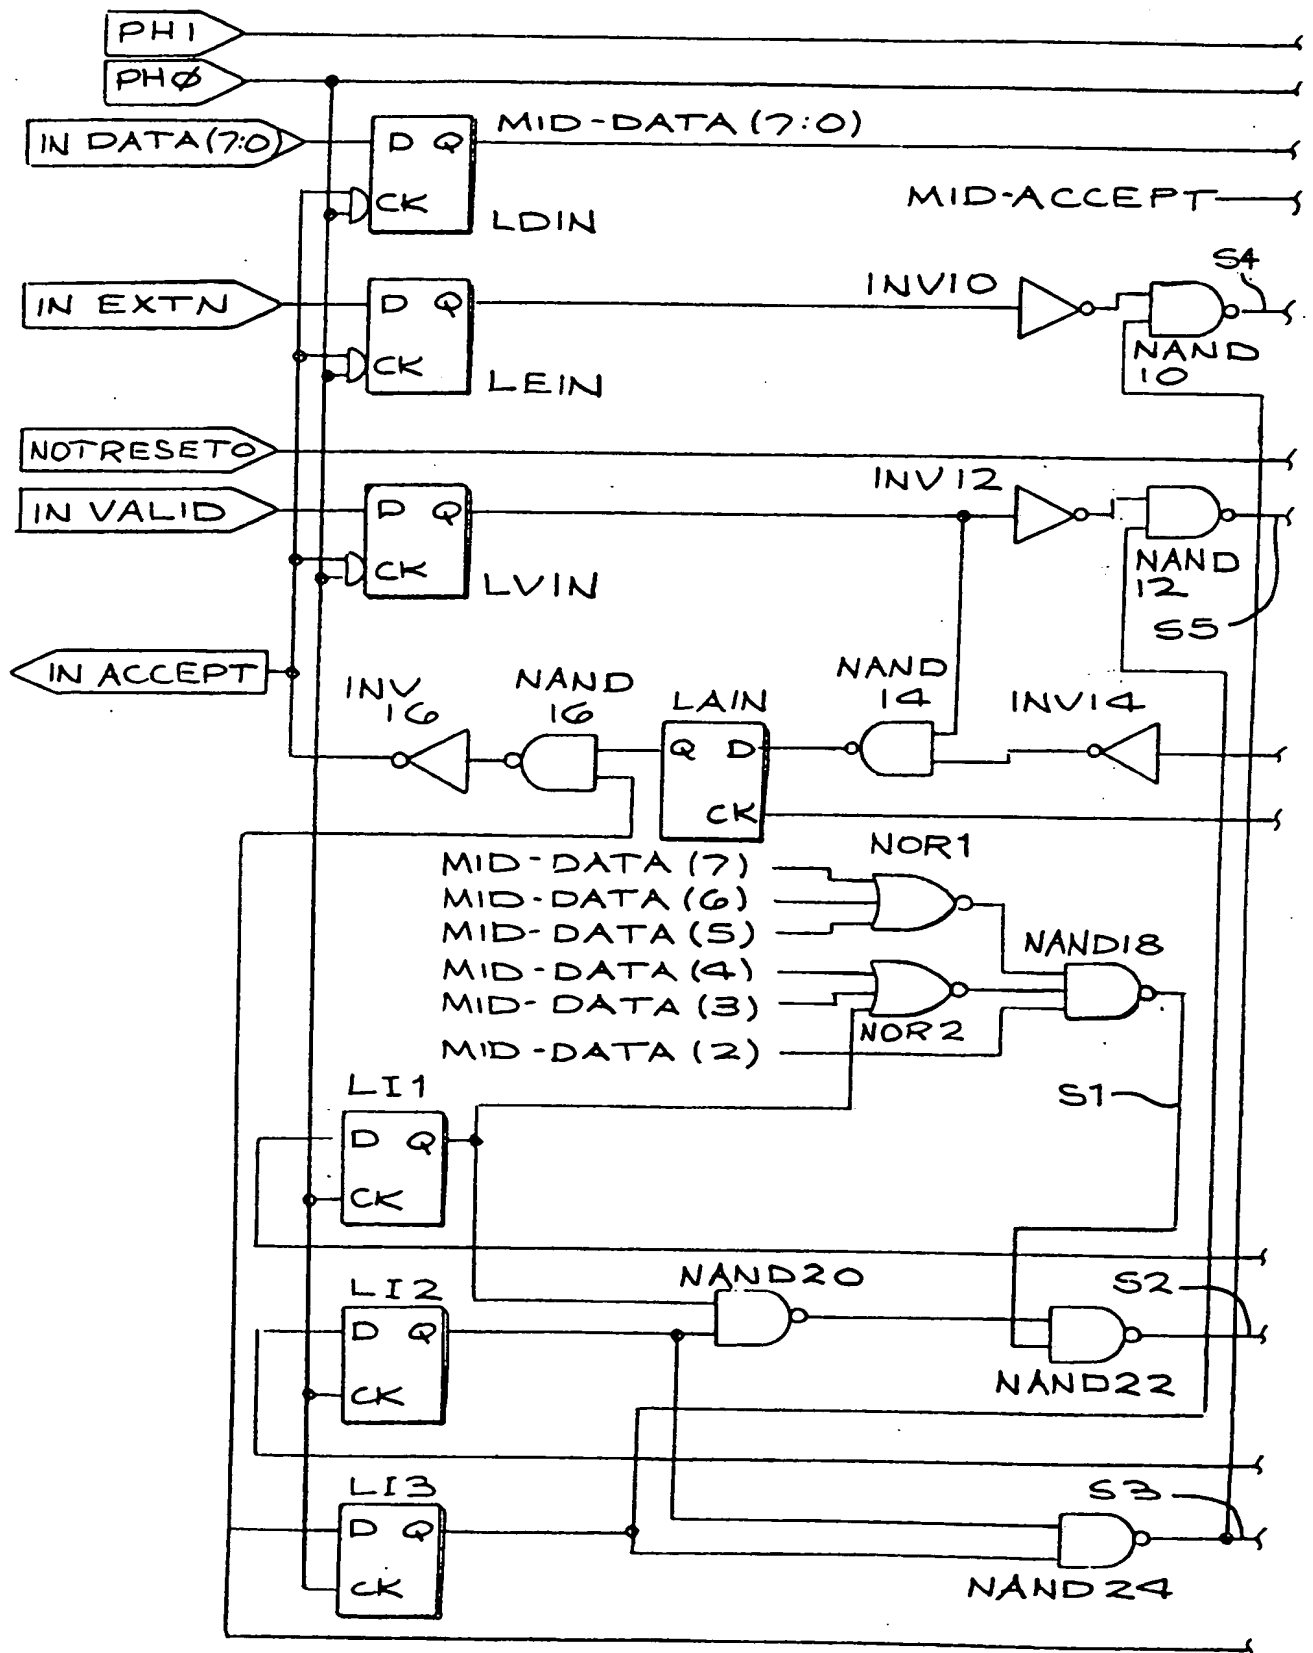 PH1
PHØ
IN DATA(7:0)
D Q
MID-DATA(7:0)
CK
LDIN
MID-ACCEPT
IN EXTN
D Q
CK
LEIN
INV10
S4
NAND
10
NOTRESET0
IN VALID
D Q
CK
LVIN
INV12
NAND
12
S5
IN ACCEPT
INV
16
NAND
16
LAIN
Q D
CK
NAND
14
INV14
MID-DATA(7)
MID-DATA(6)
MID-DATA(5)
MID-DATA(4)
MID-DATA(3)
MID-DATA(2)
NOR1
NOR2
NAND18
S1
LI1
D Q
CK
LI2
D Q
CK
NAND20
S2
NAND22
LI3
D Q
CK
S3
NAND24